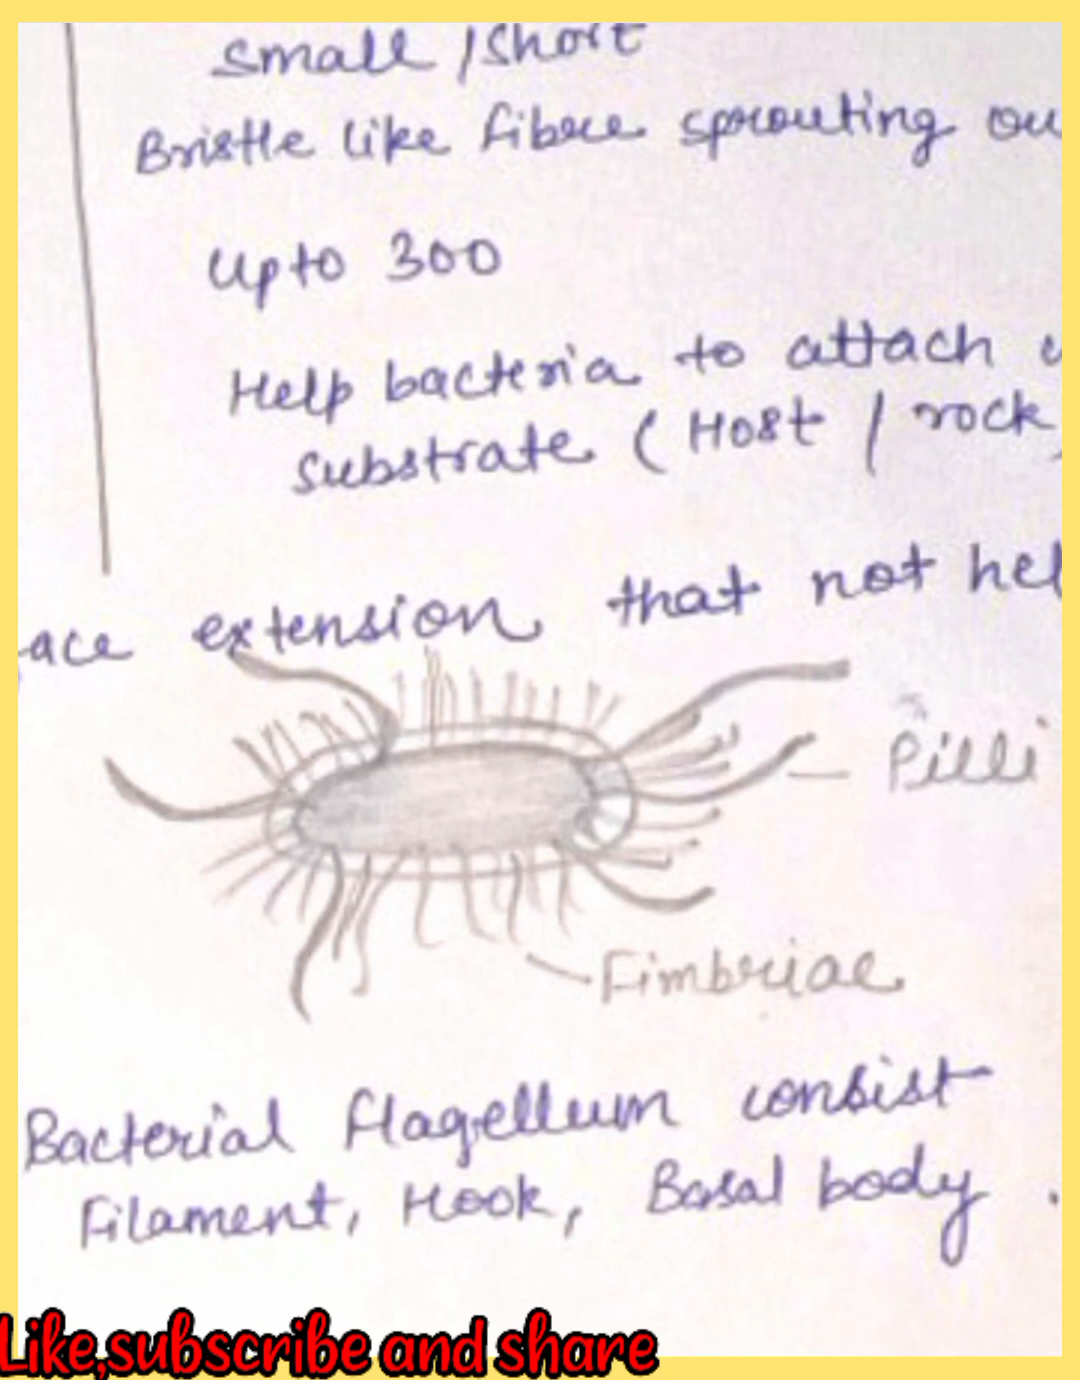 small / short
Bristle like fibre sprouting ou
Upto 300
Help bacteria to attach
substrate (Host / rock
ace extension that not hel
Pilli
Fimbriae
Bacterial flagellum consist
Filament, Hook, Basal body .
Like,subscribe and share